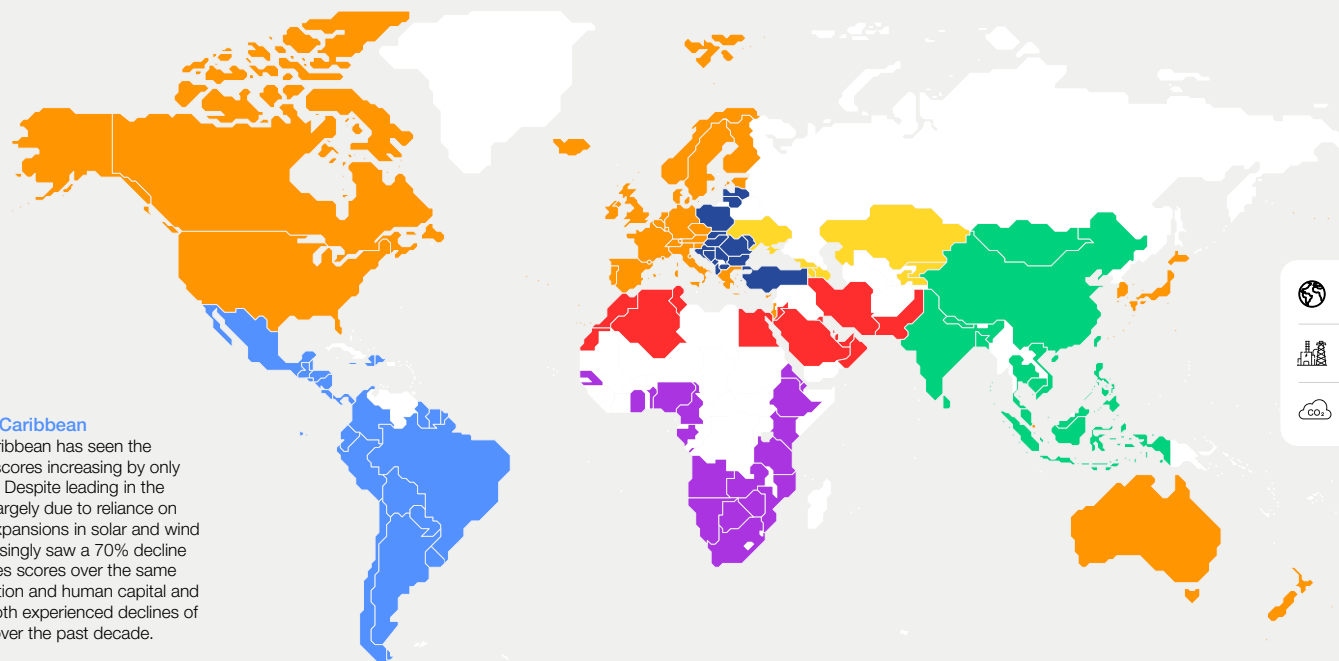 Caribbean
ribbean has seen the
scores increasing by only
Despite leading in the
argely due to reliance on
xpansions in solar and wind
singly saw a 70% decline
es scores over the same
tion and human capital and
oth experienced declines of
over the past decade.
CO₂